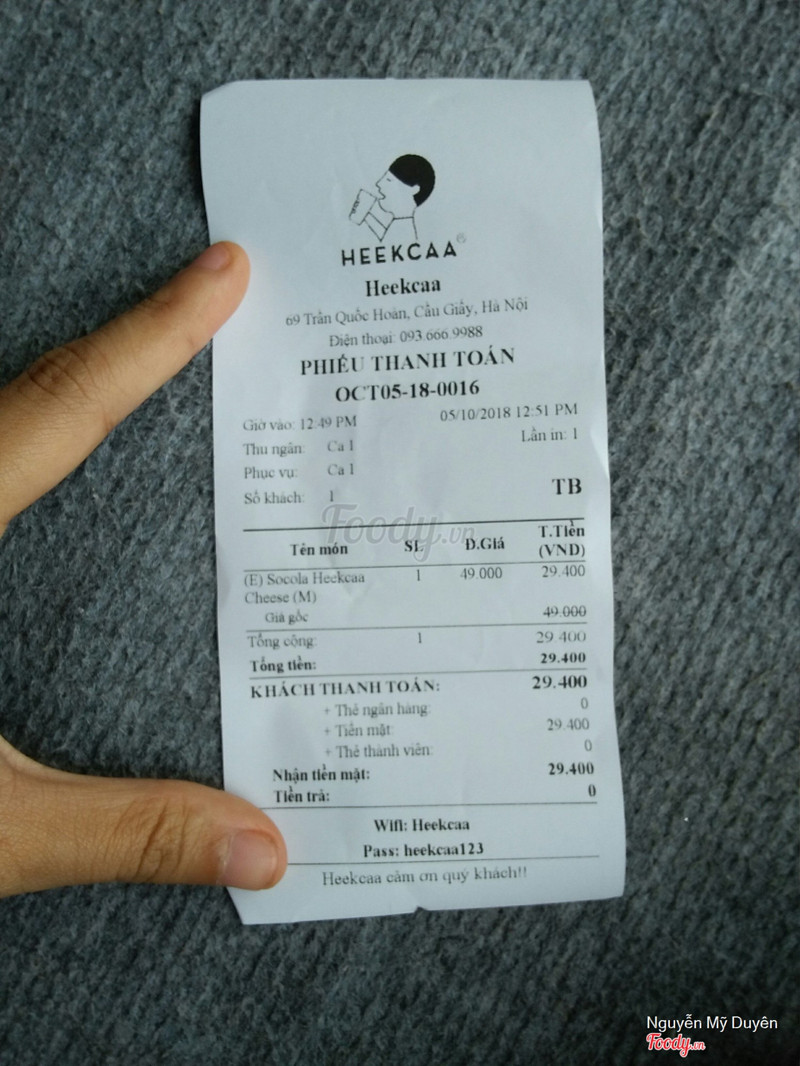 HEEKCAA®
Heekcaa
69 Trần Quốc Hoàn, Cầu Giấy, Hà Nội
Điện thoại: 093.666.9988
PHIẾU THANH TOÁN
OCT05-18-0016
Giờ vào: 12:49 PM 05/10/2018 12:51 PM
Thu ngân: Ca 1 Lần in: 1
Phục vụ: Ca 1
Số khách: 1 TB
Foody.vn
Tên món SL Đ.Giá T.Tiền (VND)
(E) Socola Heekcaa 1 49.000 29.400
Cheese (M)
Giá gốc 49.000
Tổng cộng: 1 29.400
Tổng tiền: 29.400
KHÁCH THANH TOÁN: 29.400
+ Thẻ ngân hàng: 0
+ Tiền mặt: 29.400
+ Thẻ thành viên: 0
Nhận tiền mặt: 29.400
Tiền trả: 0
Wifi: Heekcaa
Pass: heekcaa123
Heekcaa cảm ơn quý khách!!
Nguyễn Mỹ Duyên
Foody.vn